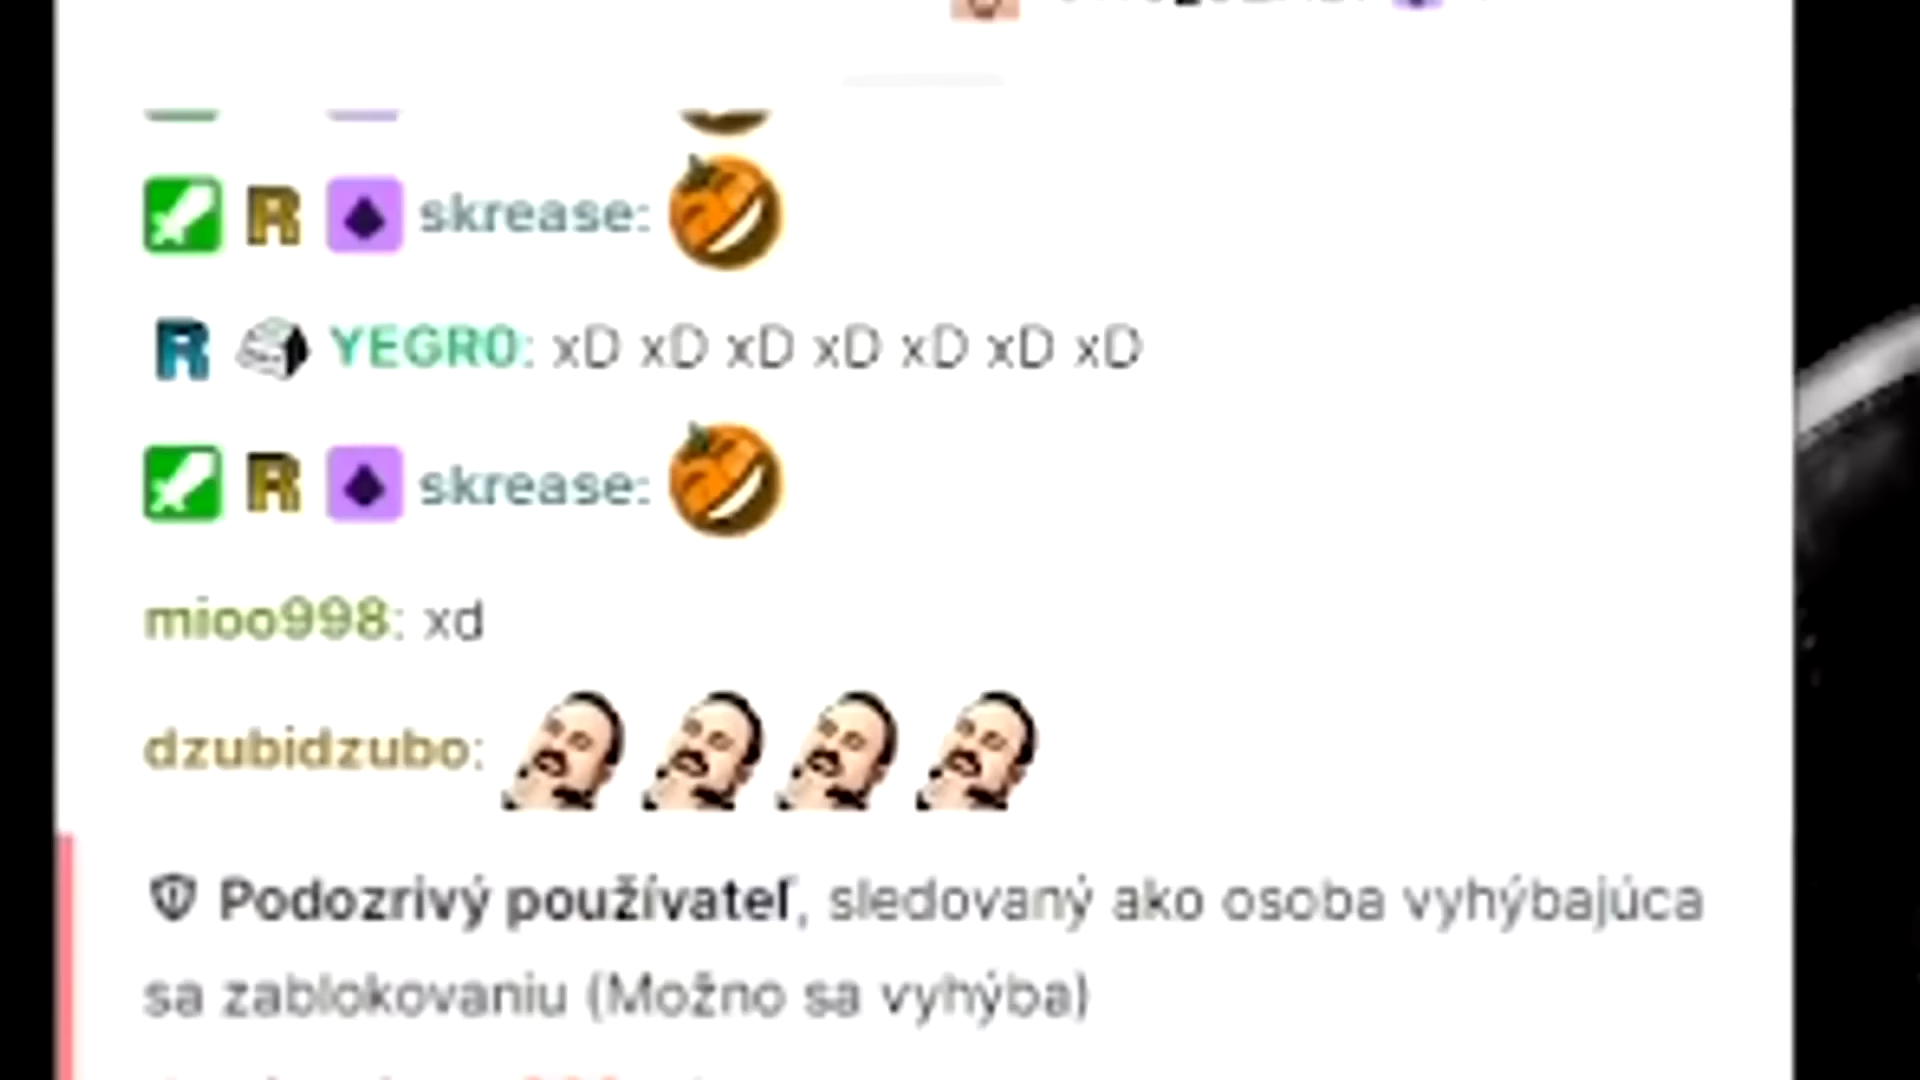 skrease:
YEGRO: xD xD xD xD xD xD xD
skrease:
mioo998: xd
dzubidzubo:
Podozrivý používateľ, sledovaný ako osoba vyhýbajúca
sa zablokovaniu (Možno sa vyhýba)